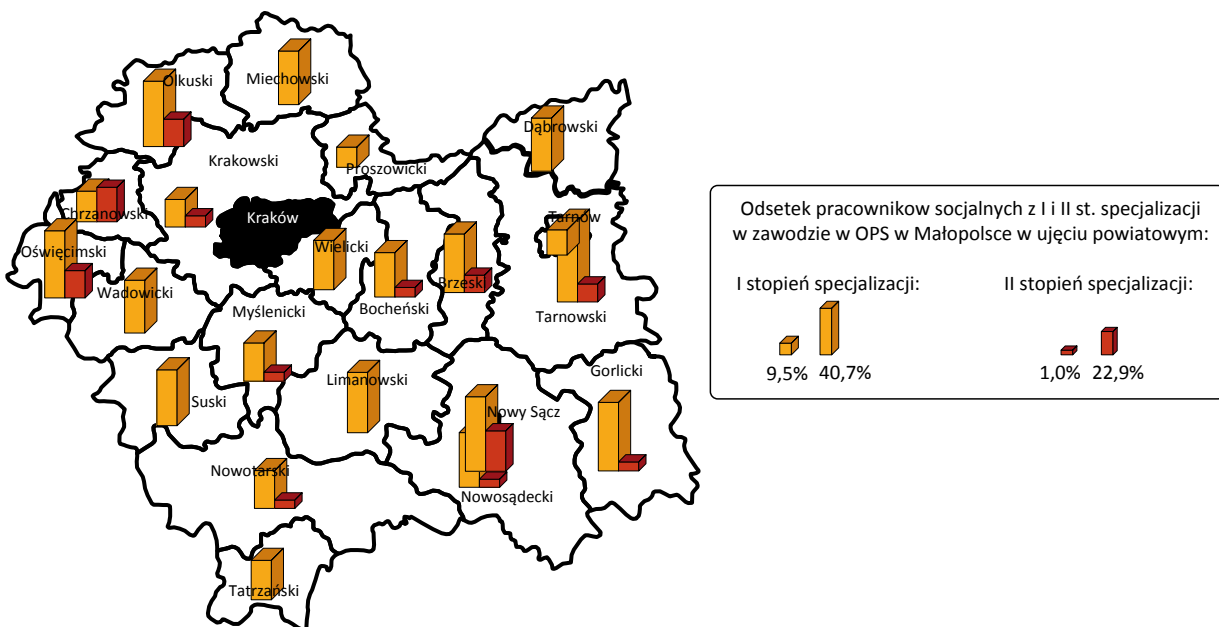 Olkuski
Miechowski
Dąbrowski
Krakowski
Proszowicki
Chrzanowski
Kraków
Tarnów
Oświęcimski
Wielicki
Wadowicki
Brzeski
Bocheński
Myślenicki
Tarnowski
Limanowski
Gorlicki
Suski
Nowy Sącz
Nowotarski
Nowosądecki
Tatrzański
Odsetek pracownikow socjalnych z I i II st. specjalizacji
w zawodzie w OPS w Małopolsce w ujęciu powiatowym:
I stopień specjalizacji:
II stopień specjalizacji:
9,5% 40,7%
1,0% 22,9%